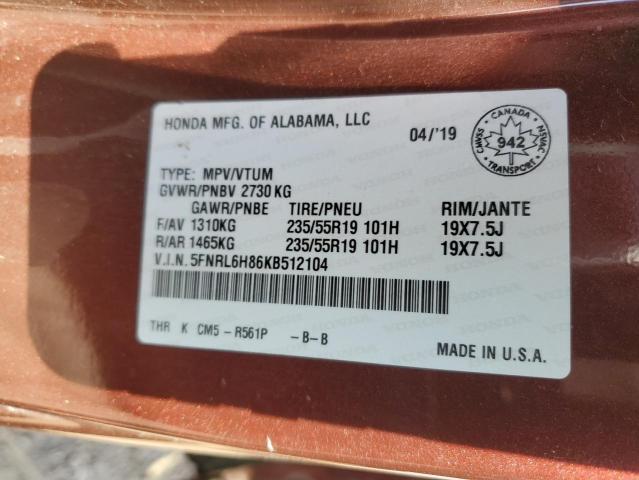 HONDA MFG. OF ALABAMA, LLC
04/'19
CANADA
CMVSS
942
NSVAC
TRANSPORT
TYPE: MPV/VTUM
GVWR/PNBV 2730 KG
GAWR/PNBE TIRE/PNEU RIM/JANTE
F/AV 1310KG 235/55R19 101H 19X7.5J
R/AR 1465KG 235/55R19 101H 19X7.5J
V.I.N. 5FNRL6H86KB512104
THR K CM5 - R561P - B - B
MADE IN U.S.A.